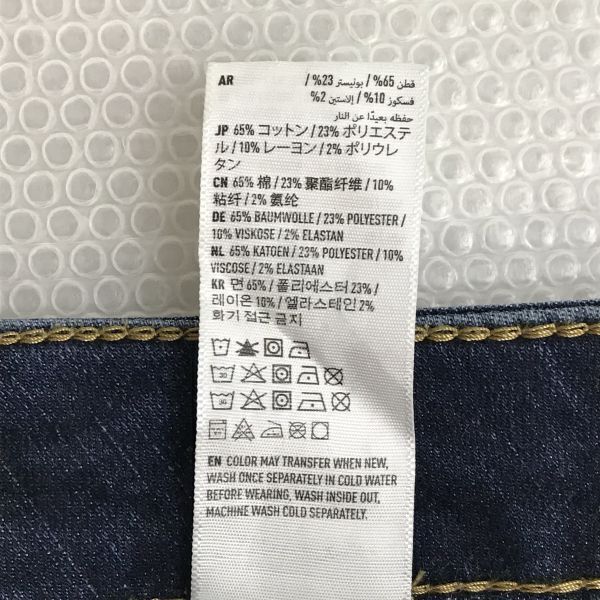 AR
قطن 65% / بوليستر 23% /
فسكوز 10% / إلاستين 2%
حفظه بعيدًا عن النار
JP 65% コットン / 23% ポリエステ
ル / 10% レーヨン / 2% ポリウレ
タン
CN 65% 棉 / 23% 聚酯纤维 / 10%
粘纤 / 2% 氨纶
DE 65% BAUMWOLLE / 23% POLYESTER /
10% VISKOSE / 2% ELASTAN
NL 65% KATOEN / 23% POLYESTER / 10%
VISCOSE / 2% ELASTAAN
KR 면 65% / 폴리에스터 23% /
레이온 10% / 엘라스테인 2%
화기 접근 금지
30
30
EN COLOR MAY TRANSFER WHEN NEW,
WASH ONCE SEPARATELY IN COLD WATER
BEFORE WEARING, WASH INSIDE OUT,
MACHINE WASH COLD SEPARATELY.